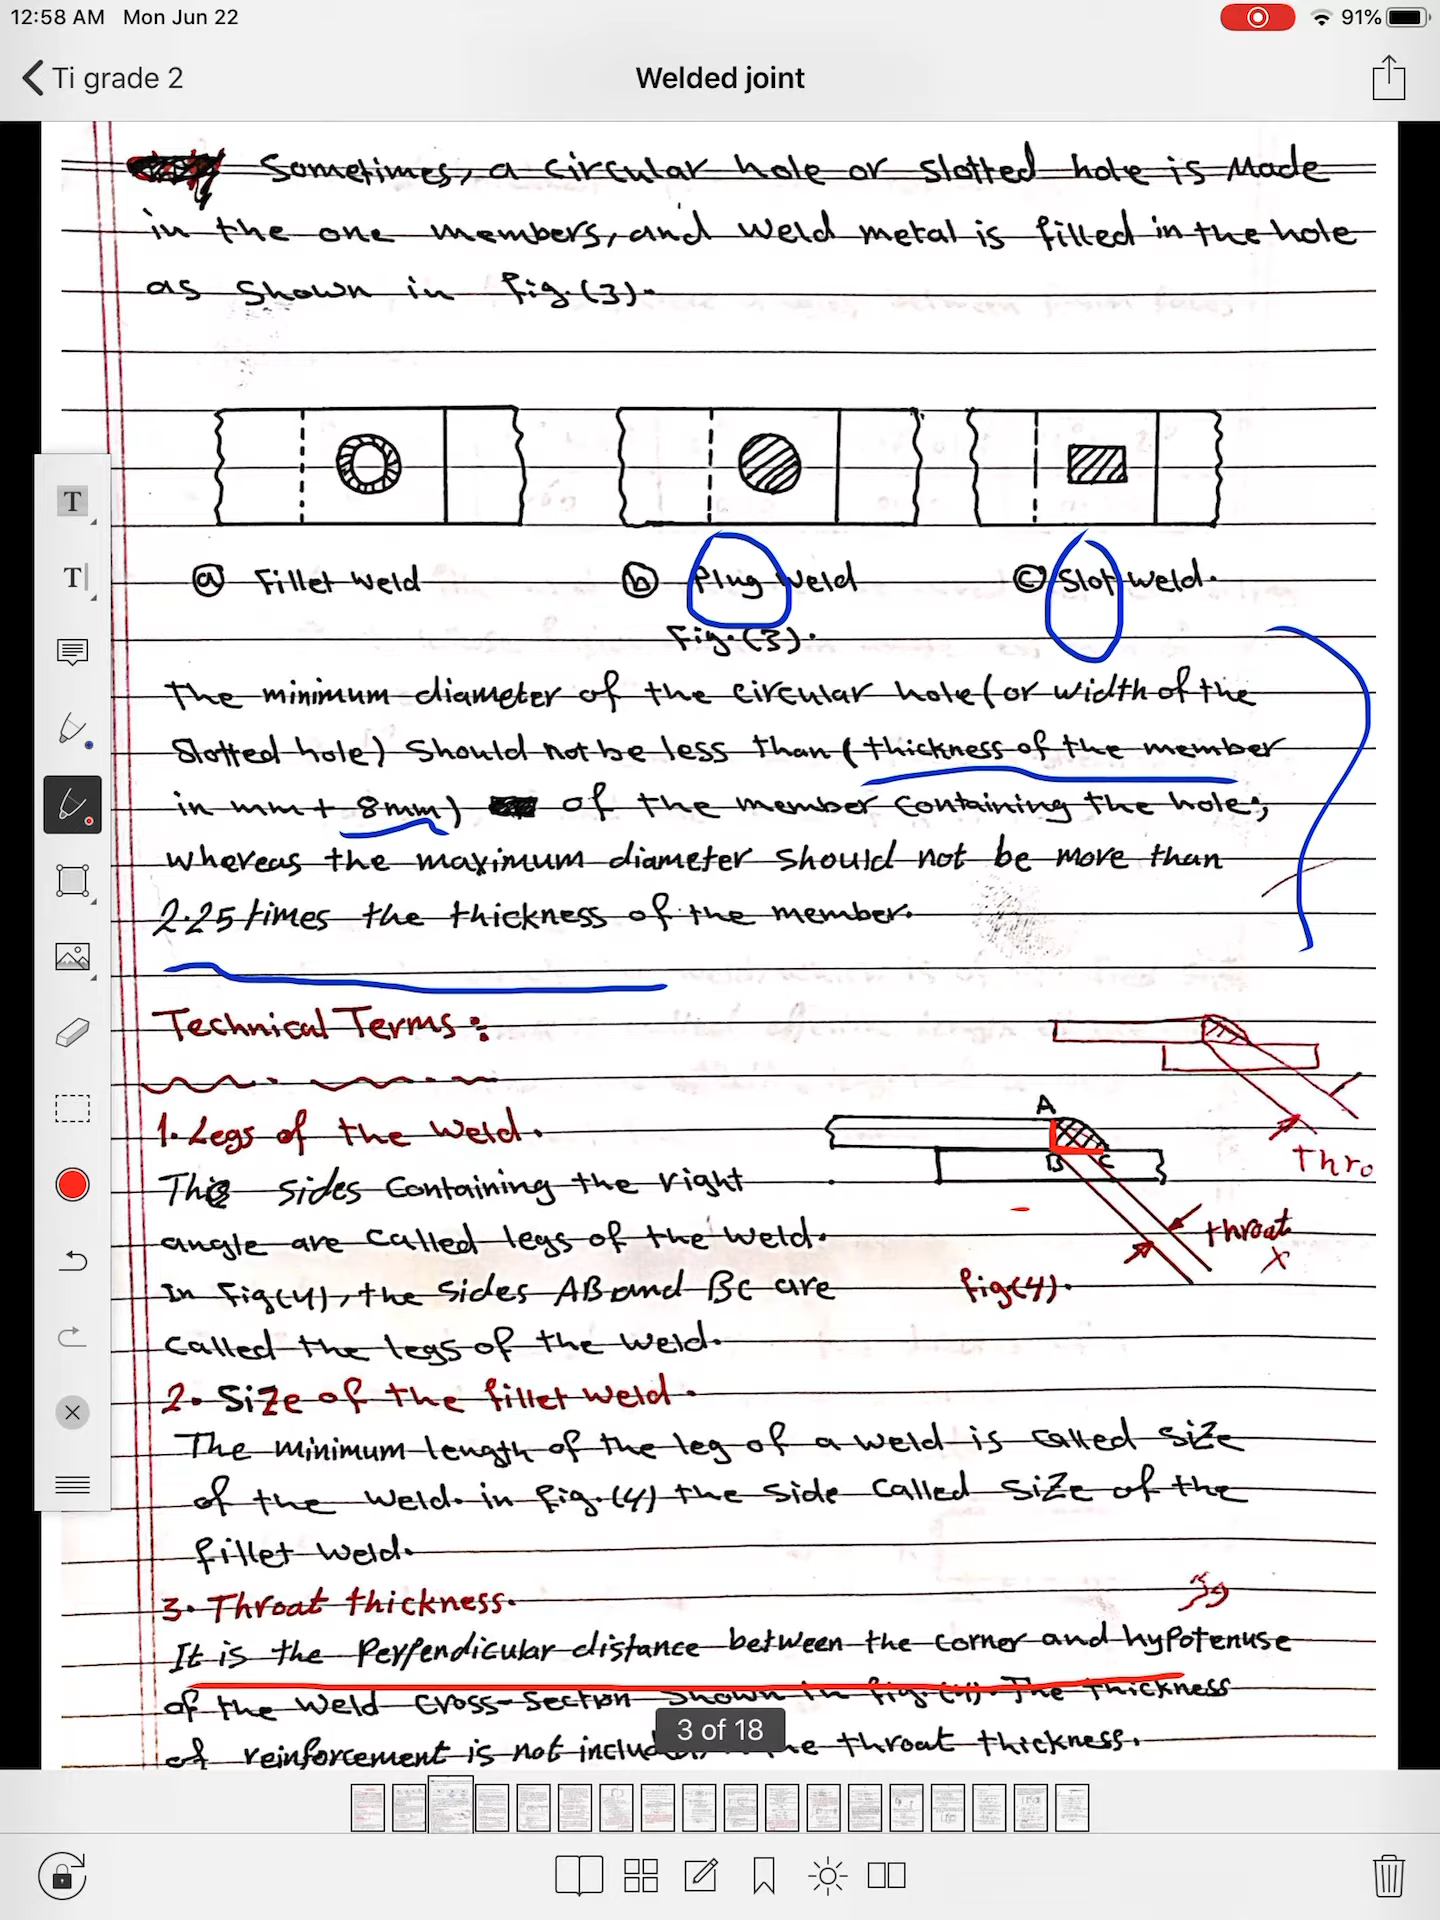 12:58 AM Mon Jun 22
91%
Ti grade 2
Welded joint
Sometimes, a circular hole or slotted hole is Made
in the one members, and weld metal is filled in the hole
as shown in fig.(3).
ⓐ Fillet weld
ⓑ Plug weld
ⓒ Slot weld.
Fig.(3).
The minimum diameter of the circular hole (or width of the
slotted hole) should not be less than (thickness of the member
in mm + 8mm) of the member containing the hole;
whereas the maximum diameter should not be more than
2.25 times the thickness of the member.
Technical Terms:
Thro
1. Legs of the weld.
A
B C
The sides containing the right
angle are called legs of the weld.
throat
x
In Fig(4), the sides AB and BC are
fig(4).
called the legs of the weld.
2. Size of the fillet weld.
The minimum length of the leg of a weld is called size
of the weld. in fig.(4) the side called size of the
fillet weld.
3. Throat thickness.
It is the Perpendicular distance between the corner and hypotenuse
of the weld cross-section shown in fig.(4). The thickness
of reinforcement is not throat thickness.
3 of 18